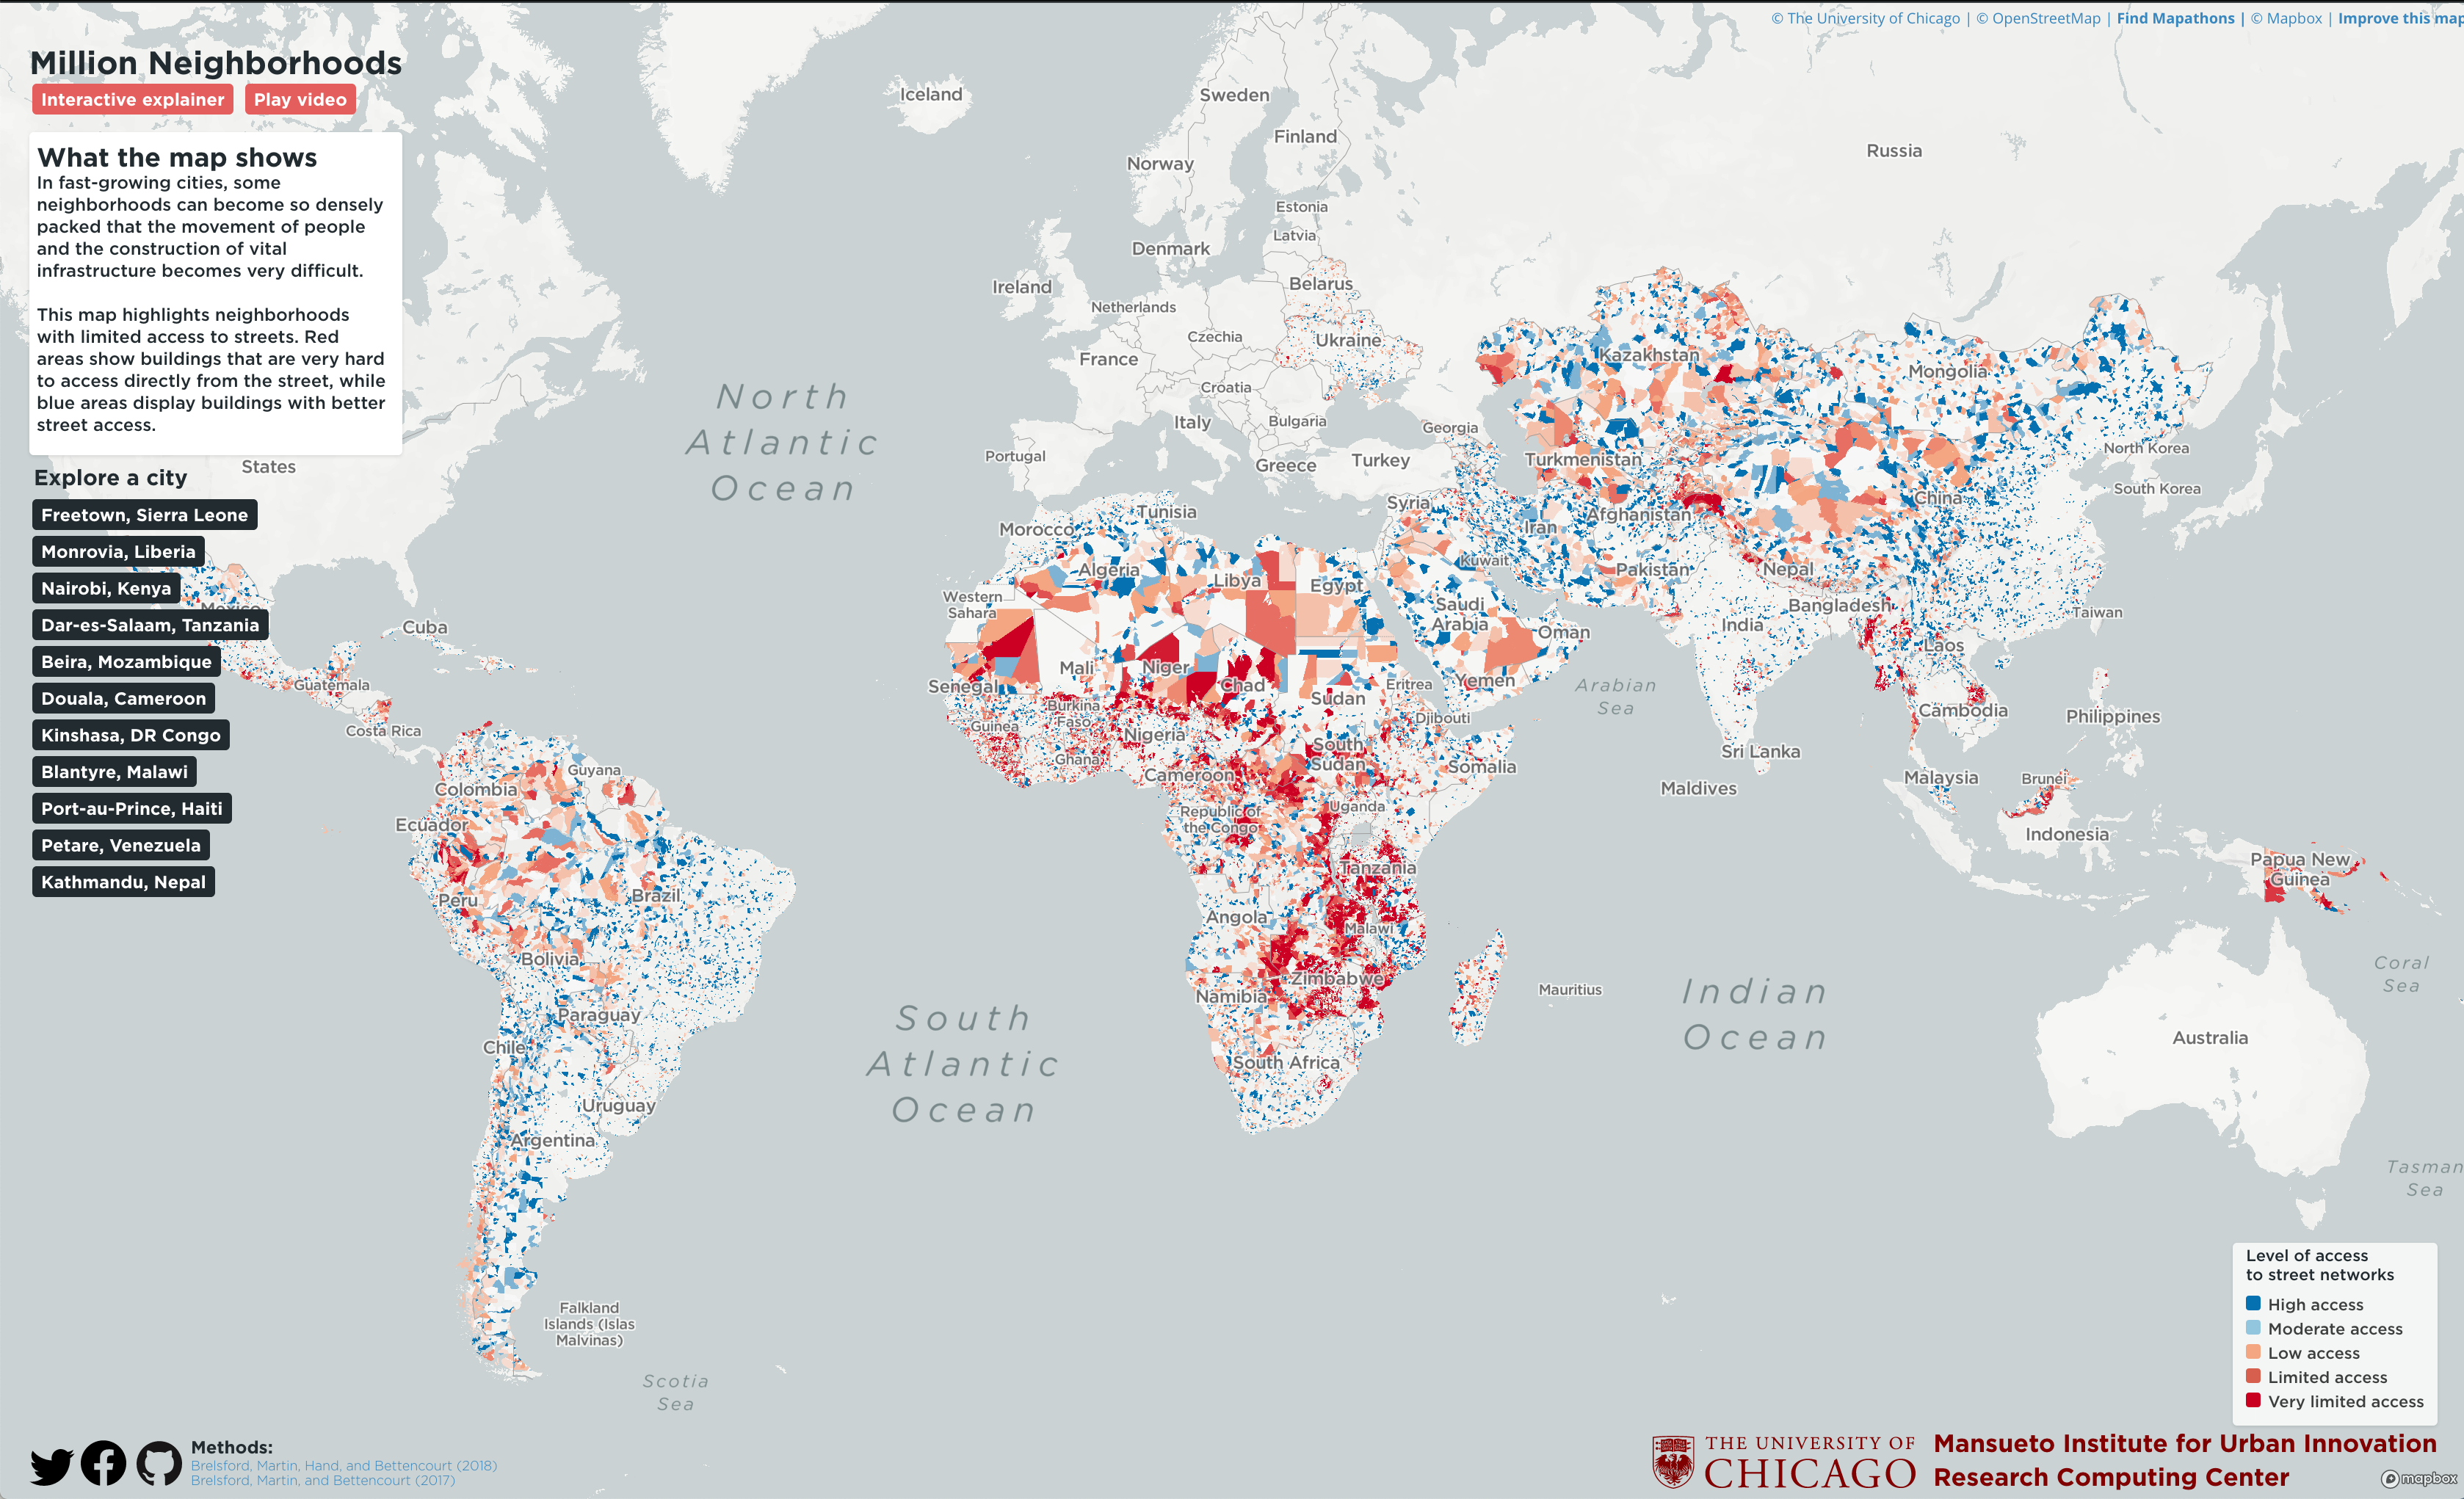 © The University of Chicago | © OpenStreetMap | Find Mapathons | © Mapbox | Improve this map
Million Neighborhoods
Interactive explainer
Play video
What the map shows
In fast-growing cities, some
neighborhoods can become so densely
packed that the movement of people
and the construction of vital
infrastructure becomes very difficult.
This map highlights neighborhoods
with limited access to streets. Red
areas show buildings that are very hard
to access directly from the street, while
blue areas display buildings with better
street access.
Explore a city
Freetown, Sierra Leone
Monrovia, Liberia
Nairobi, Kenya
Dar-es-Salaam, Tanzania
Beira, Mozambique
Douala, Cameroon
Kinshasa, DR Congo
Blantyre, Malawi
Port-au-Prince, Haiti
Petare, Venezuela
Kathmandu, Nepal
States
Mexico
Cuba
Guatemala
Costa Rica
Guyana
Colombia
Ecuador
Peru
Brazil
Bolivia
Paraguay
Chile
Uruguay
Argentina
Falkland
Islands (Islas
Malvinas)
Scotia
Sea
North
Atlantic
Ocean
South
Atlantic
Ocean
Iceland
Sweden
Finland
Norway
Estonia
Latvia
Denmark
Belarus
Ireland
Netherlands
Czechia
Ukraine
France
Croatia
Italy
Bulgaria
Georgia
Portugal
Greece
Turkey
Russia
Kazakhstan
Mongolia
Turkmenistan
North Korea
South Korea
China
Syria
Afghanistan
Iran
Kuwait
Pakistan
Nepal
Bangladesh
India
Taiwan
Laos
Cambodia
Philippines
Sri Lanka
Maldives
Malaysia
Brunei
Indonesia
Papua New
Guinea
Saudi
Arabia
Oman
Yemen
Arabian
Sea
Tunisia
Morocco
Algeria
Libya
Egypt
Western
Sahara
Mali
Niger
Chad
Sudan
Eritrea
Senegal
Burkina
Faso
Djibouti
Guinea
Nigeria
Ghana
South
Sudan
Somalia
Cameroon
Uganda
Republic of
the Congo
Tanzania
Angola
Malawi
Zimbabwe
Namibia
Mauritius
South Africa
Indian
Ocean
Australia
Coral
Sea
Tasman
Sea
Level of access
to street networks
High access
Moderate access
Low access
Limited access
Very limited access
Methods:
Brelsford, Martin, Hand, and Bettencourt (2018)
Brelsford, Martin, and Bettencourt (2017)
THE UNIVERSITY OF
CHICAGO
Mansueto Institute for Urban Innovation
Research Computing Center
mapbox